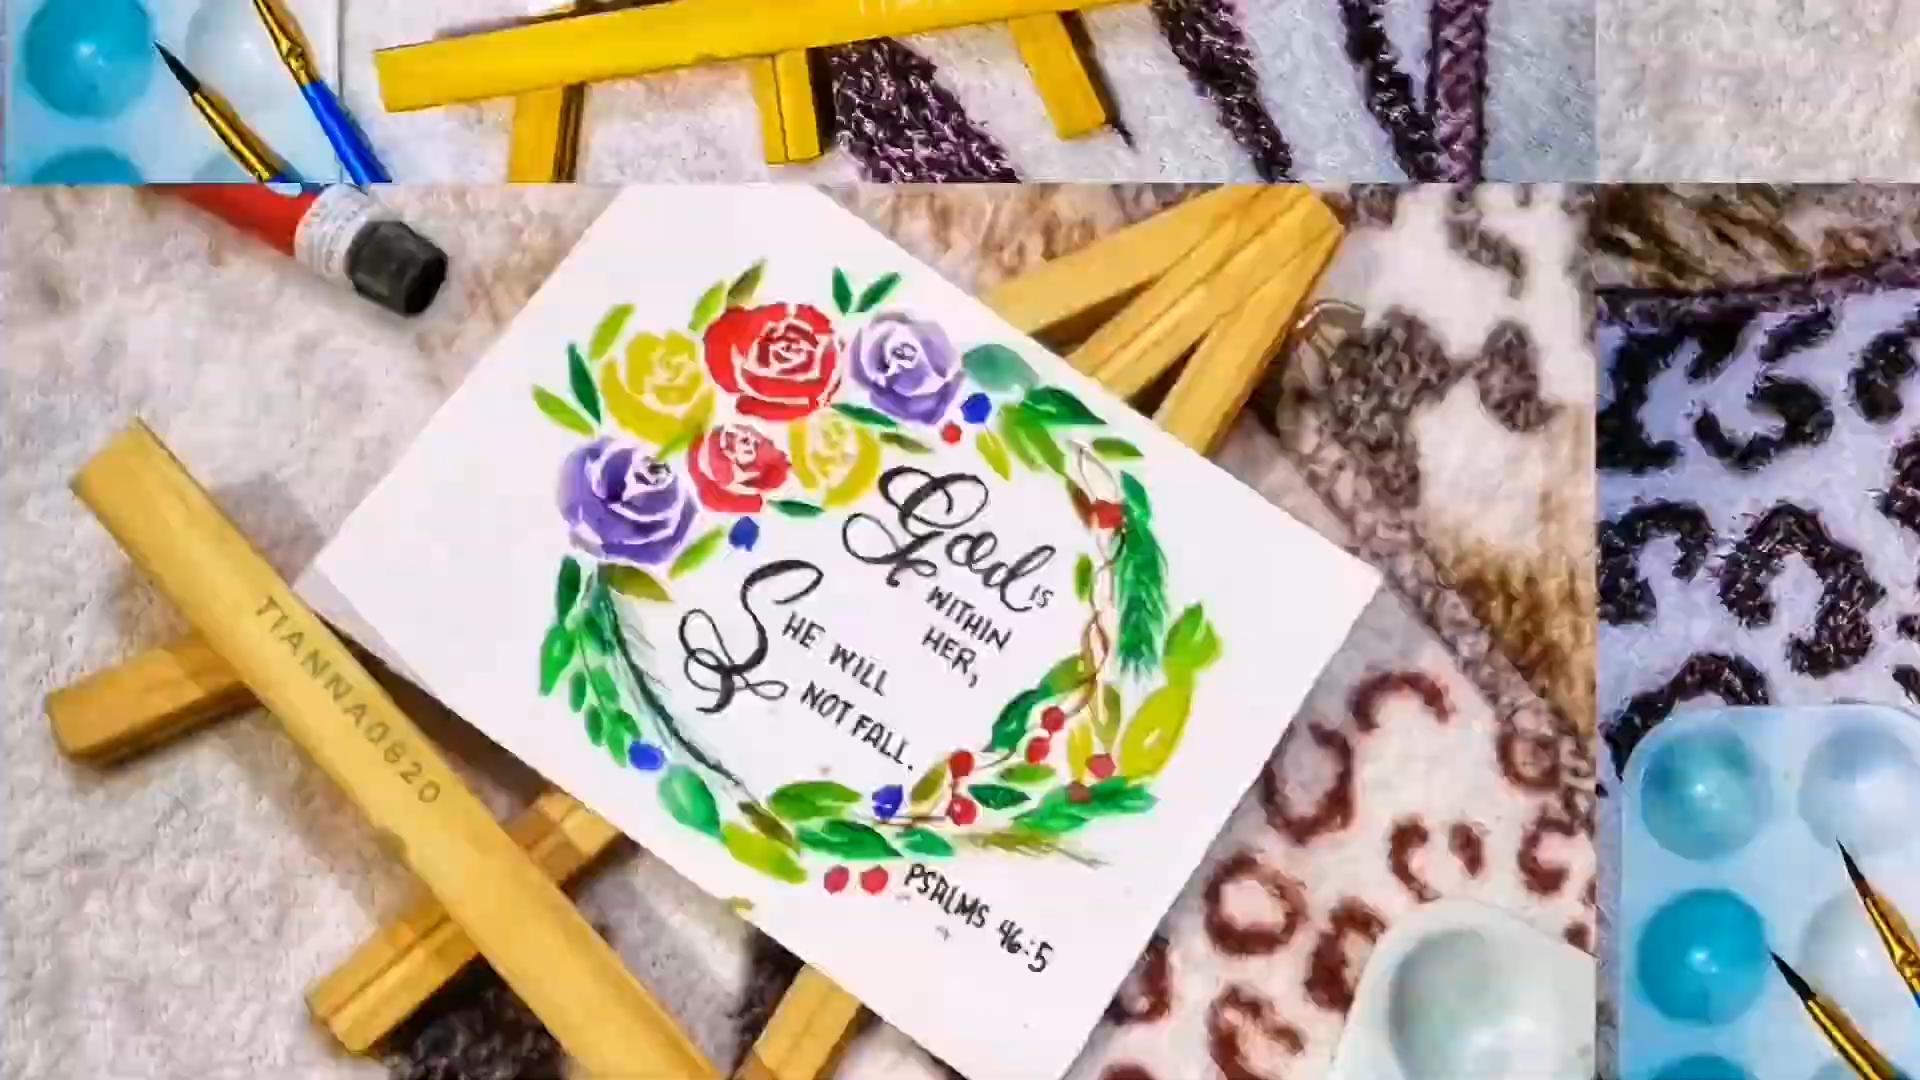 God IS
WITHIN
HER,
SHE WILL
NOT FALL.
PSALMS 46:5
TIANNA0820